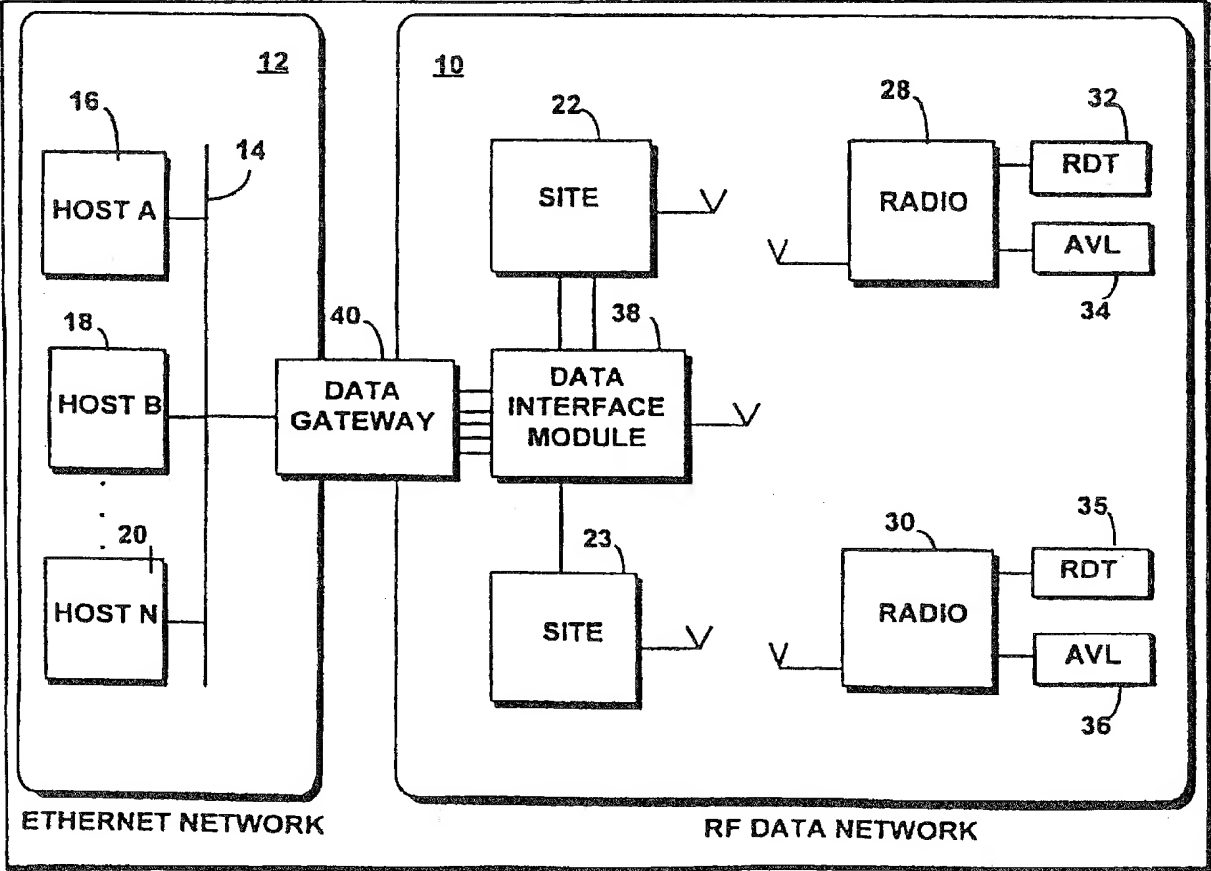 12
10
16
14
HOST A
22
SITE
28
RADIO
32
RDT
AVL
34
18
HOST B
40
DATA
GATEWAY
38
DATA
INTERFACE
MODULE
20
HOST N
23
SITE
30
RADIO
35
RDT
AVL
36
ETHERNET NETWORK
RF DATA NETWORK